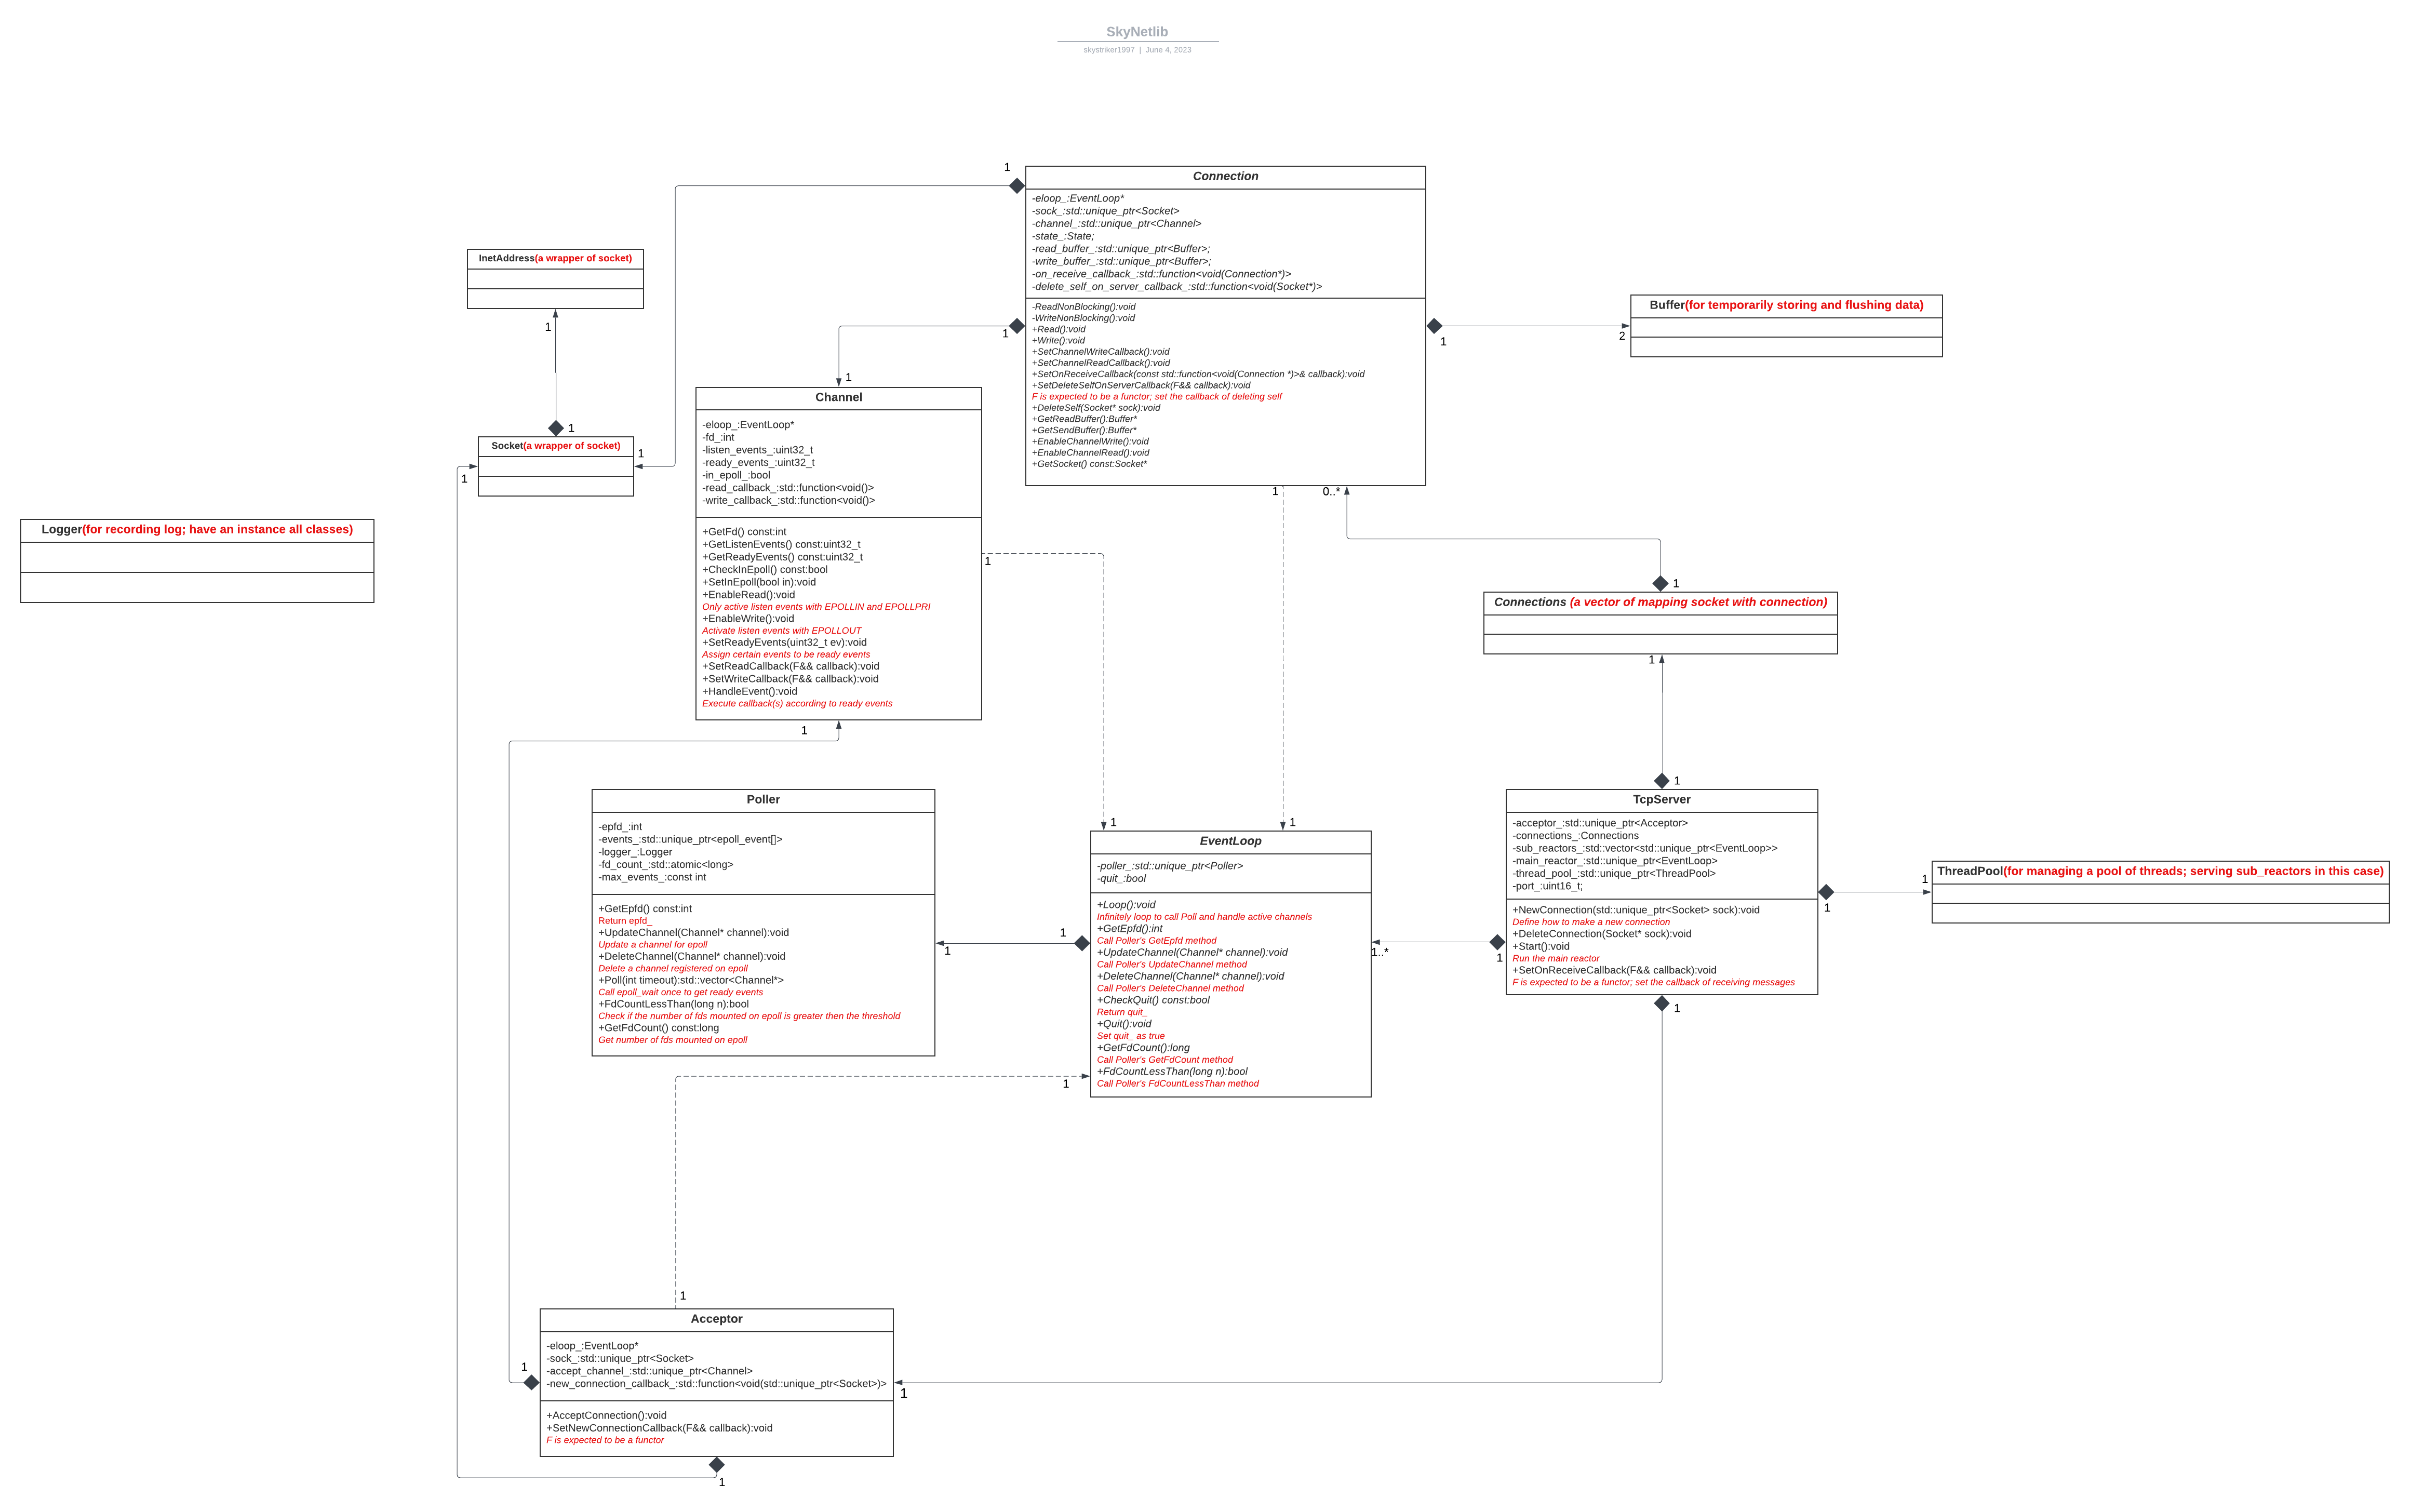 SkyNetlib
skystriker1997 | June 4, 2023
1
Connection
-eloop_:EventLoop*
-sock_:std::unique_ptr<Socket>
-channel_:std::unique_ptr<Channel>
-state_:State;
-read_buffer_:std::unique_ptr<Buffer>;
-write_buffer_:std::unique_ptr<Buffer>;
-on_receive_callback_:std::function<void(Connection*)>
-delete_self_on_server_callback_:std::function<void(Socket*)>
-ReadNonBlocking():void
-WriteNonBlocking():void
+Read():void
+Write():void
+SetChannelWriteCallback():void
+SetChannelReadCallback():void
+SetOnReceiveCallback(const std::function<void(Connection *)>& callback):void
+SetDeleteSelfOnServerCallback(F&& callback):void
F is expected to be a functor; set the callback of deleting self
+DeleteSelf(Socket* sock):void
+GetReadBuffer():Buffer*
+GetSendBuffer():Buffer*
+EnableChannelWrite():void
+EnableChannelRead():void
+GetSocket() const:Socket*
1
1
2
1
0..*
InetAddress(a wrapper of socket)
1
1
Socket(a wrapper of socket)
1
1
Buffer(for temporarily storing and flushing data)
1
Channel
-eloop_:EventLoop*
-fd_:int
-listen_events_:uint32_t
-ready_events_:uint32_t
-in_epoll_:bool
-read_callback_:std::function<void()>
-write_callback_:std::function<void()>
+GetFd() const:int
+GetListenEvents() const:uint32_t
+GetReadyEvents() const:uint32_t
+CheckInEpoll() const:bool
+SetInEpoll(bool in):void
+EnableRead():void
Only active listen events with EPOLLIN and EPOLLPRI
+EnableWrite():void
Activate listen events with EPOLLOUT
+SetReadyEvents(uint32_t ev):void
Assign certain events to be ready events
+SetReadCallback(F&& callback):void
+SetWriteCallback(F&& callback):void
+HandleEvent():void
Execute callback(s) according to ready events
1
1
Logger(for recording log; have an instance all classes)
1
Connections (a vector of mapping socket with connection)
1
1
Poller
-epfd_:int
-events_:std::unique_ptr<epoll_event[]>
-logger_:Logger
-fd_count_:std::atomic<long>
-max_events_:const int
+GetEpfd() const:int
Return epfd_
+UpdateChannel(Channel* channel):void
Update a channel for epoll
+DeleteChannel(Channel* channel):void
Delete a channel registered on epoll
+Poll(int timeout):std::vector<Channel*>
Call epoll_wait once to get ready events
+FdCountLessThan(long n):bool
Check if the number of fds mounted on epoll is greater then the threshold
+GetFdCount() const:long
Get number of fds mounted on epoll
1
1
1
1
EventLoop
-poller_:std::unique_ptr<Poller>
-quit_:bool
+Loop():void
Infinitely loop to call Poll and handle active channels
+GetEpfd():int
Call Poller's GetEpfd method
+UpdateChannel(Channel* channel):void
Call Poller's UpdateChannel method
+DeleteChannel(Channel* channel):void
Call Poller's DeleteChannel method
+CheckQuit() const:bool
Return quit_
+Quit():void
Set quit_ as true
+GetFdCount():long
Call Poller's GetFdCount method
+FdCountLessThan(long n):bool
Call Poller's FdCountLessThan method
1
1..*
1
TcpServer
-acceptor_:std::unique_ptr<Acceptor>
-connections_:Connections
-sub_reactors_:std::vector<std::unique_ptr<EventLoop>>
-main_reactor_:std::unique_ptr<EventLoop>
-thread_pool_:std::unique_ptr<ThreadPool>
-port_:uint16_t;
+NewConnection(std::unique_ptr<Socket> sock):void
Define how to make a new connection
+DeleteConnection(Socket* sock):void
+Start():void
Run the main reactor
+SetOnReceiveCallback(F&& callback):void
F is expected to be a functor; set the callback of receiving messages
1
1
1
ThreadPool(for managing a pool of threads; serving sub_reactors in this case)
1
1
Acceptor
-eloop_:EventLoop*
-sock_:std::unique_ptr<Socket>
-accept_channel_:std::unique_ptr<Channel>
-new_connection_callback_:std::function<void(std::unique_ptr<Socket>)>
+AcceptConnection():void
+SetNewConnectionCallback(F&& callback):void
F is expected to be a functor
1
1